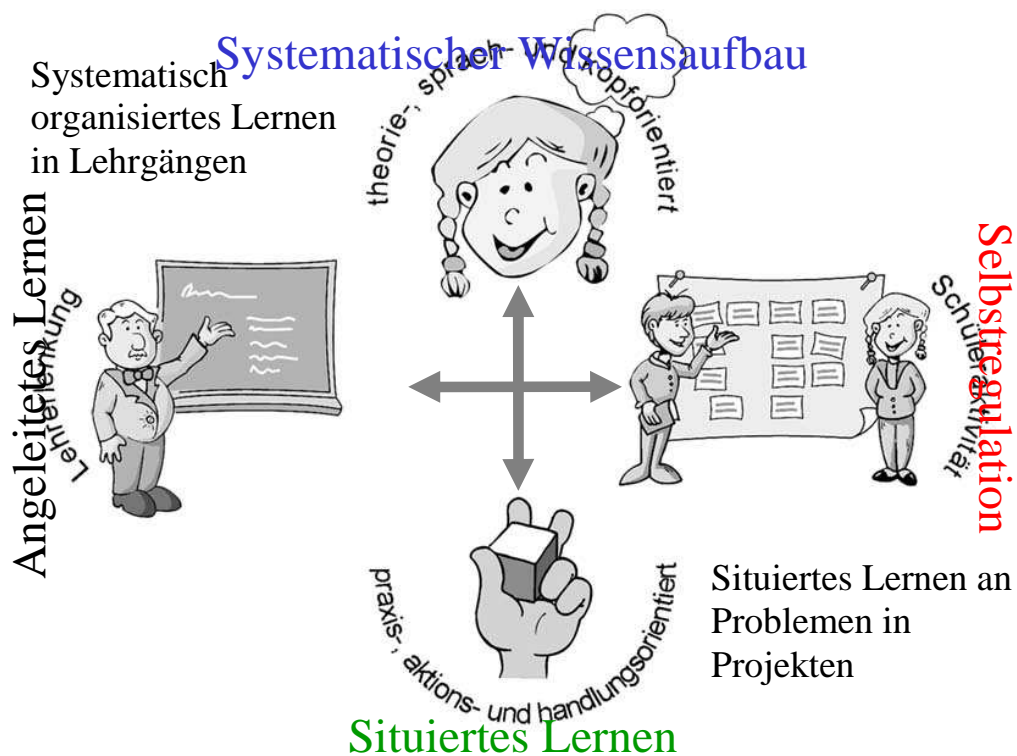 Systematischer Wissensaufbau
Systematisch
organisiertes Lernen
in Lehrgängen
theorie-, sprach- und kopforientiert
Angeleitetes Lernen
Lehrerlenkung
Schüleraktivität
Selbstregulation
praxis-, aktions- und handlungsorientiert
Situiertes Lernen an
Problemen in
Projekten
Situiertes Lernen